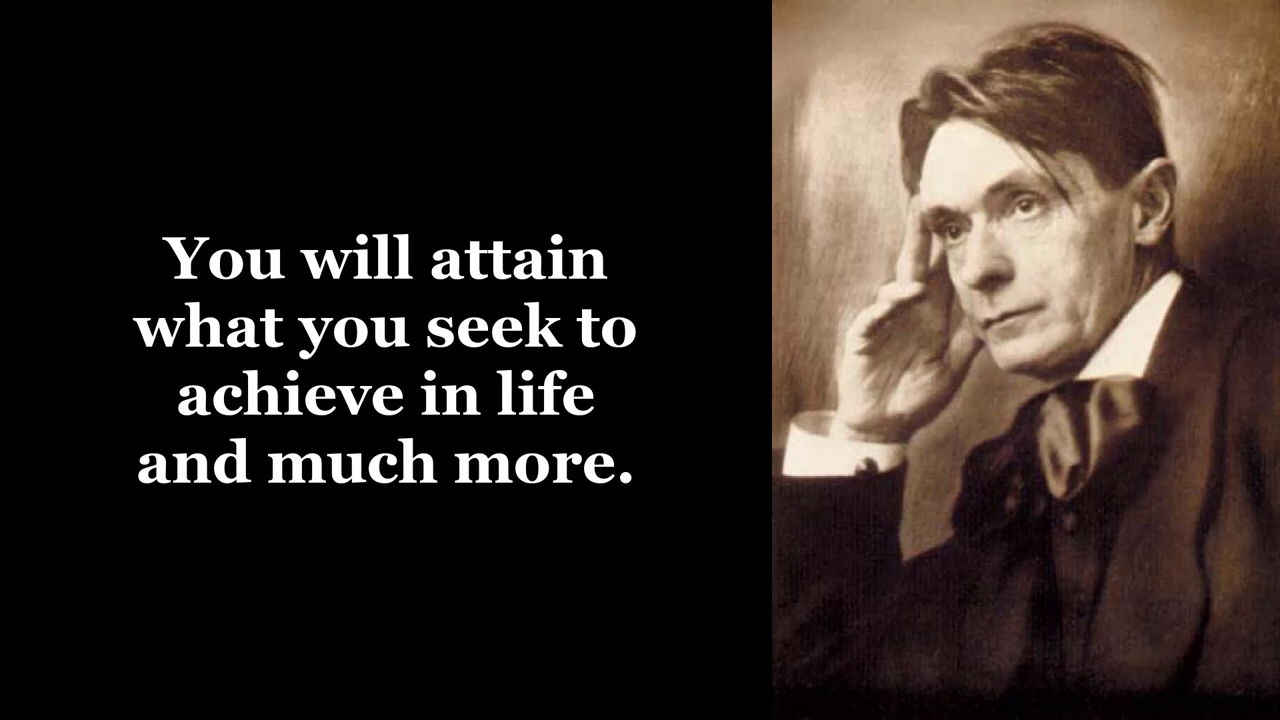 You will attain
what you seek to
achieve in life
and much more.